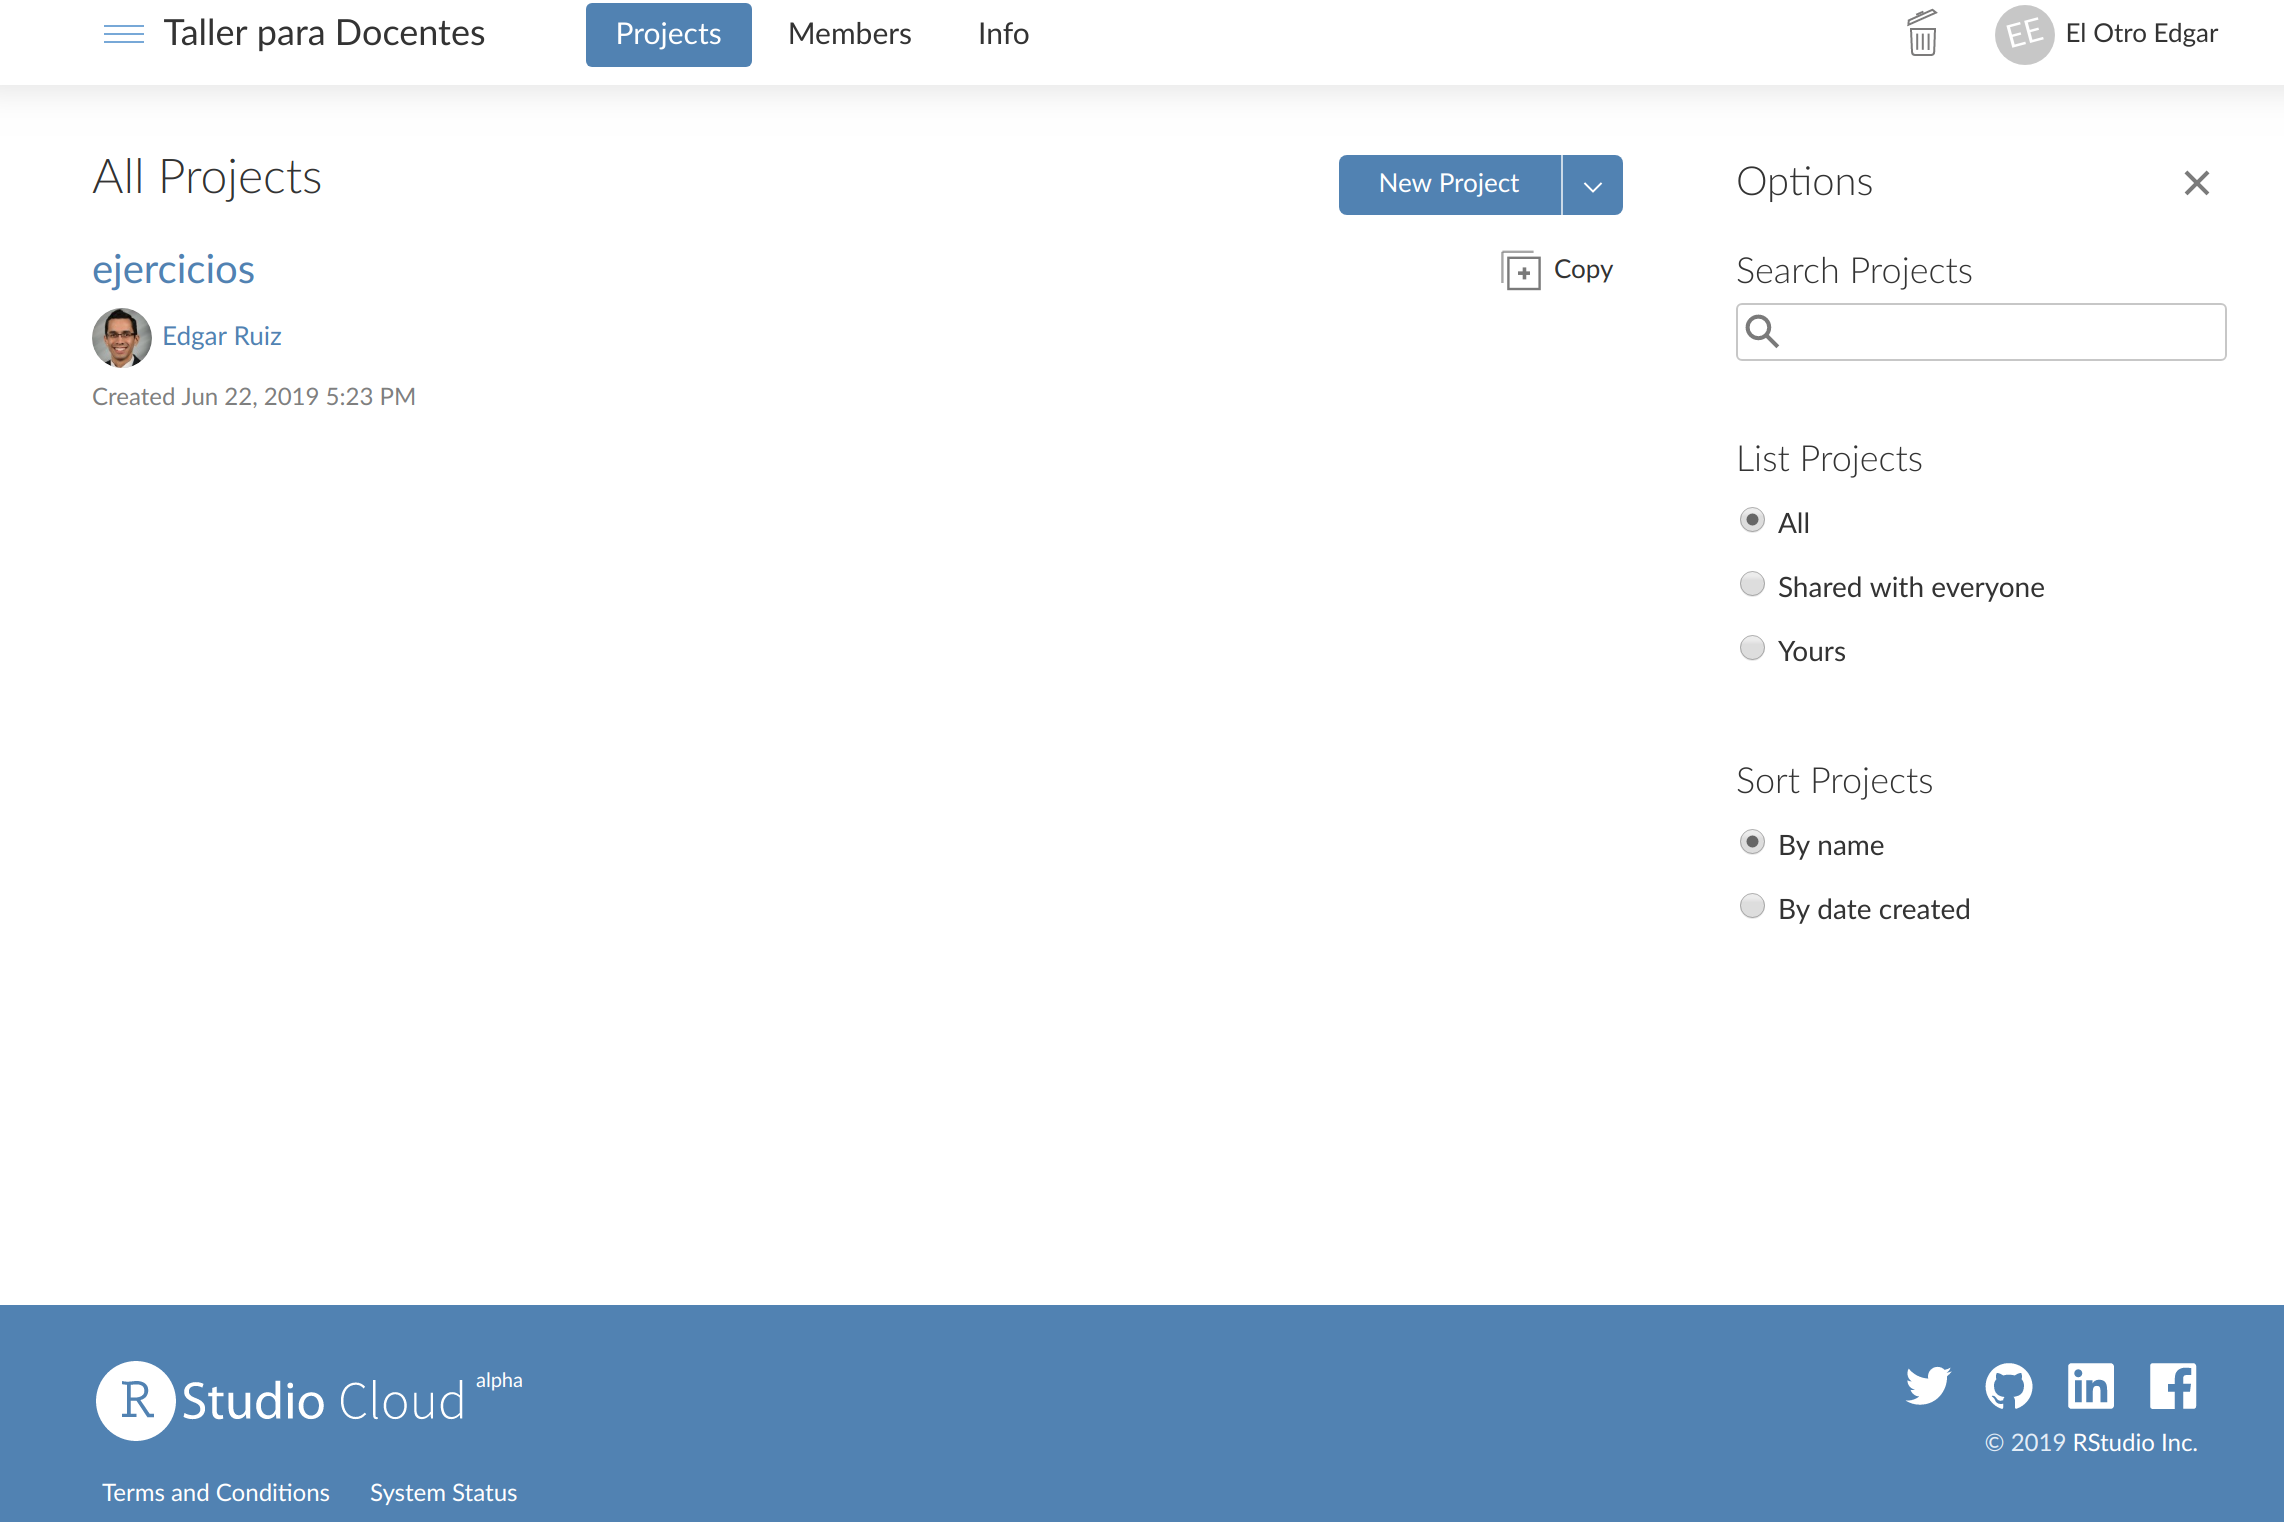 Taller para Docentes
Projects
Members
Info
EE
El Otro Edgar
All Projects
New Project
ejercicios
Copy
Edgar Ruiz
Created Jun 22, 2019 5:23 PM
Options
Search Projects
List Projects
All
Shared with everyone
Yours
Sort Projects
By name
By date created
R Studio Cloud alpha
© 2019 RStudio Inc.
Terms and Conditions
System Status